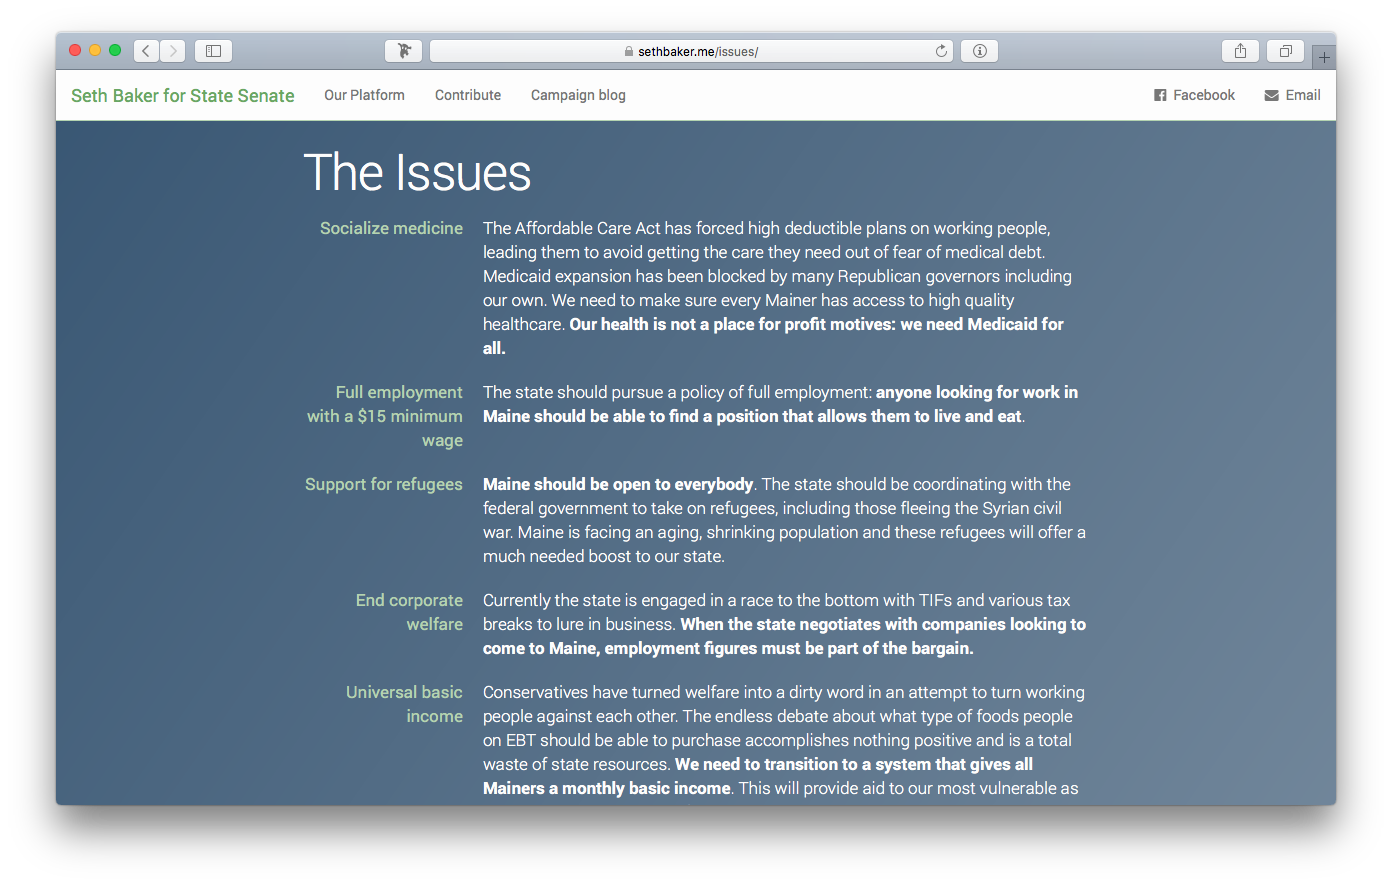 sethbaker.me/issues/
Seth Baker for State Senate
Our Platform
Contribute
Campaign blog
Facebook
Email
The Issues
Socialize medicine
The Affordable Care Act has forced high deductible plans on working people,
leading them to avoid getting the care they need out of fear of medical debt.
Medicaid expansion has been blocked by many Republican governors including
our own. We need to make sure every Mainer has access to high quality
healthcare. Our health is not a place for profit motives: we need Medicaid for
all.
Full employment
with a $15 minimum
wage
The state should pursue a policy of full employment: anyone looking for work in
Maine should be able to find a position that allows them to live and eat.
Support for refugees
Maine should be open to everybody. The state should be coordinating with the
federal government to take on refugees, including those fleeing the Syrian civil
war. Maine is facing an aging, shrinking population and these refugees will offer a
much needed boost to our state.
End corporate
welfare
Currently the state is engaged in a race to the bottom with TIFs and various tax
breaks to lure in business. When the state negotiates with companies looking to
come to Maine, employment figures must be part of the bargain.
Universal basic
income
Conservatives have turned welfare into a dirty word in an attempt to turn working
people against each other. The endless debate about what type of foods people
on EBT should be able to purchase accomplishes nothing positive and is a total
waste of state resources. We need to transition to a system that gives all
Mainers a monthly basic income. This will provide aid to our most vulnerable as